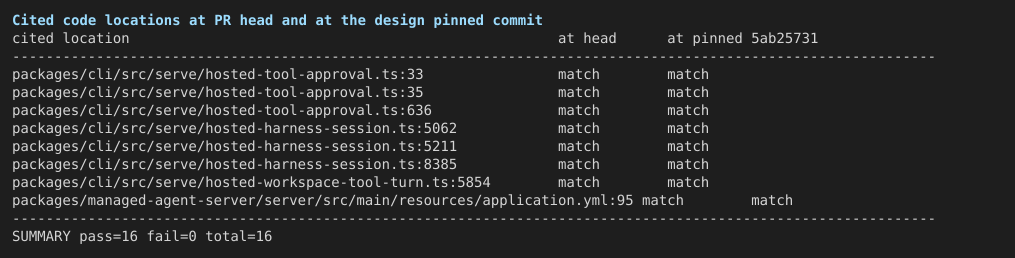 Cited code locations at PR head and at the design pinned commit
cited location at head at pinned 5ab25731
--------------------------------------------------------------------------------------------------------------
packages/cli/src/serve/hosted-tool-approval.ts:33 match match
packages/cli/src/serve/hosted-tool-approval.ts:35 match match
packages/cli/src/serve/hosted-tool-approval.ts:636 match match
packages/cli/src/serve/hosted-harness-session.ts:5062 match match
packages/cli/src/serve/hosted-harness-session.ts:5211 match match
packages/cli/src/serve/hosted-harness-session.ts:8385 match match
packages/cli/src/serve/hosted-workspace-tool-turn.ts:5854 match match
packages/managed-agent-server/server/src/main/resources/application.yml:95 match match
--------------------------------------------------------------------------------------------------------------
SUMMARY pass=16 fail=0 total=16